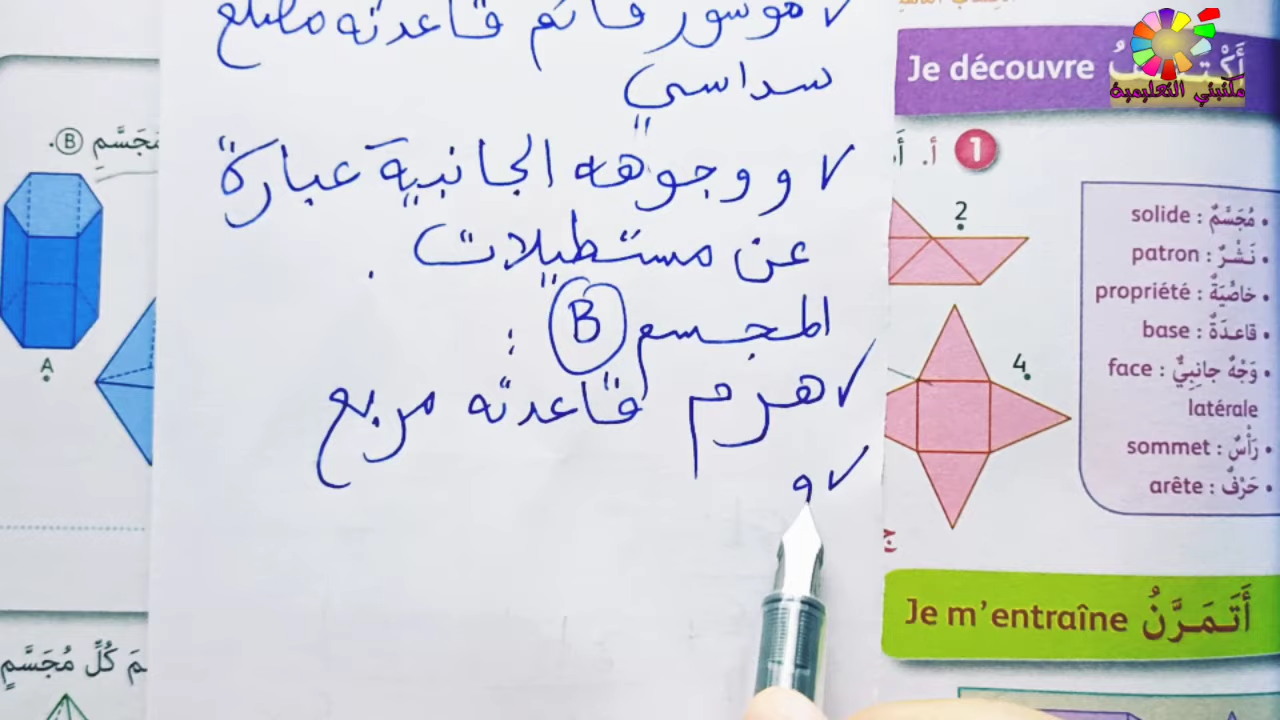 ✓ موشور قائم قاعدته مضلع
سداسي
✓ و وجوهه الجانبية عبارة
عن مستطيلات .
المجسم B :
✓ هرم قاعدته مربع
✓ و
Je découvre
مكتبتي التعليمية
1 أ.
2
4
• مُجَسَّمٌ : solide
• نَشْرٌ : patron
• خاصِّيَّةٌ : propriété
• قاعِدَةٌ : base
• وَجْهٌ جانِبِيٌّ : face
latérale
• رَأْسٌ : sommet
• حَرْفٌ : arête
Je m'entraîne أَتَمَرَّنُ
مُجَسَّمِ B.
A
كُلِّ مُجَسَّمٍ